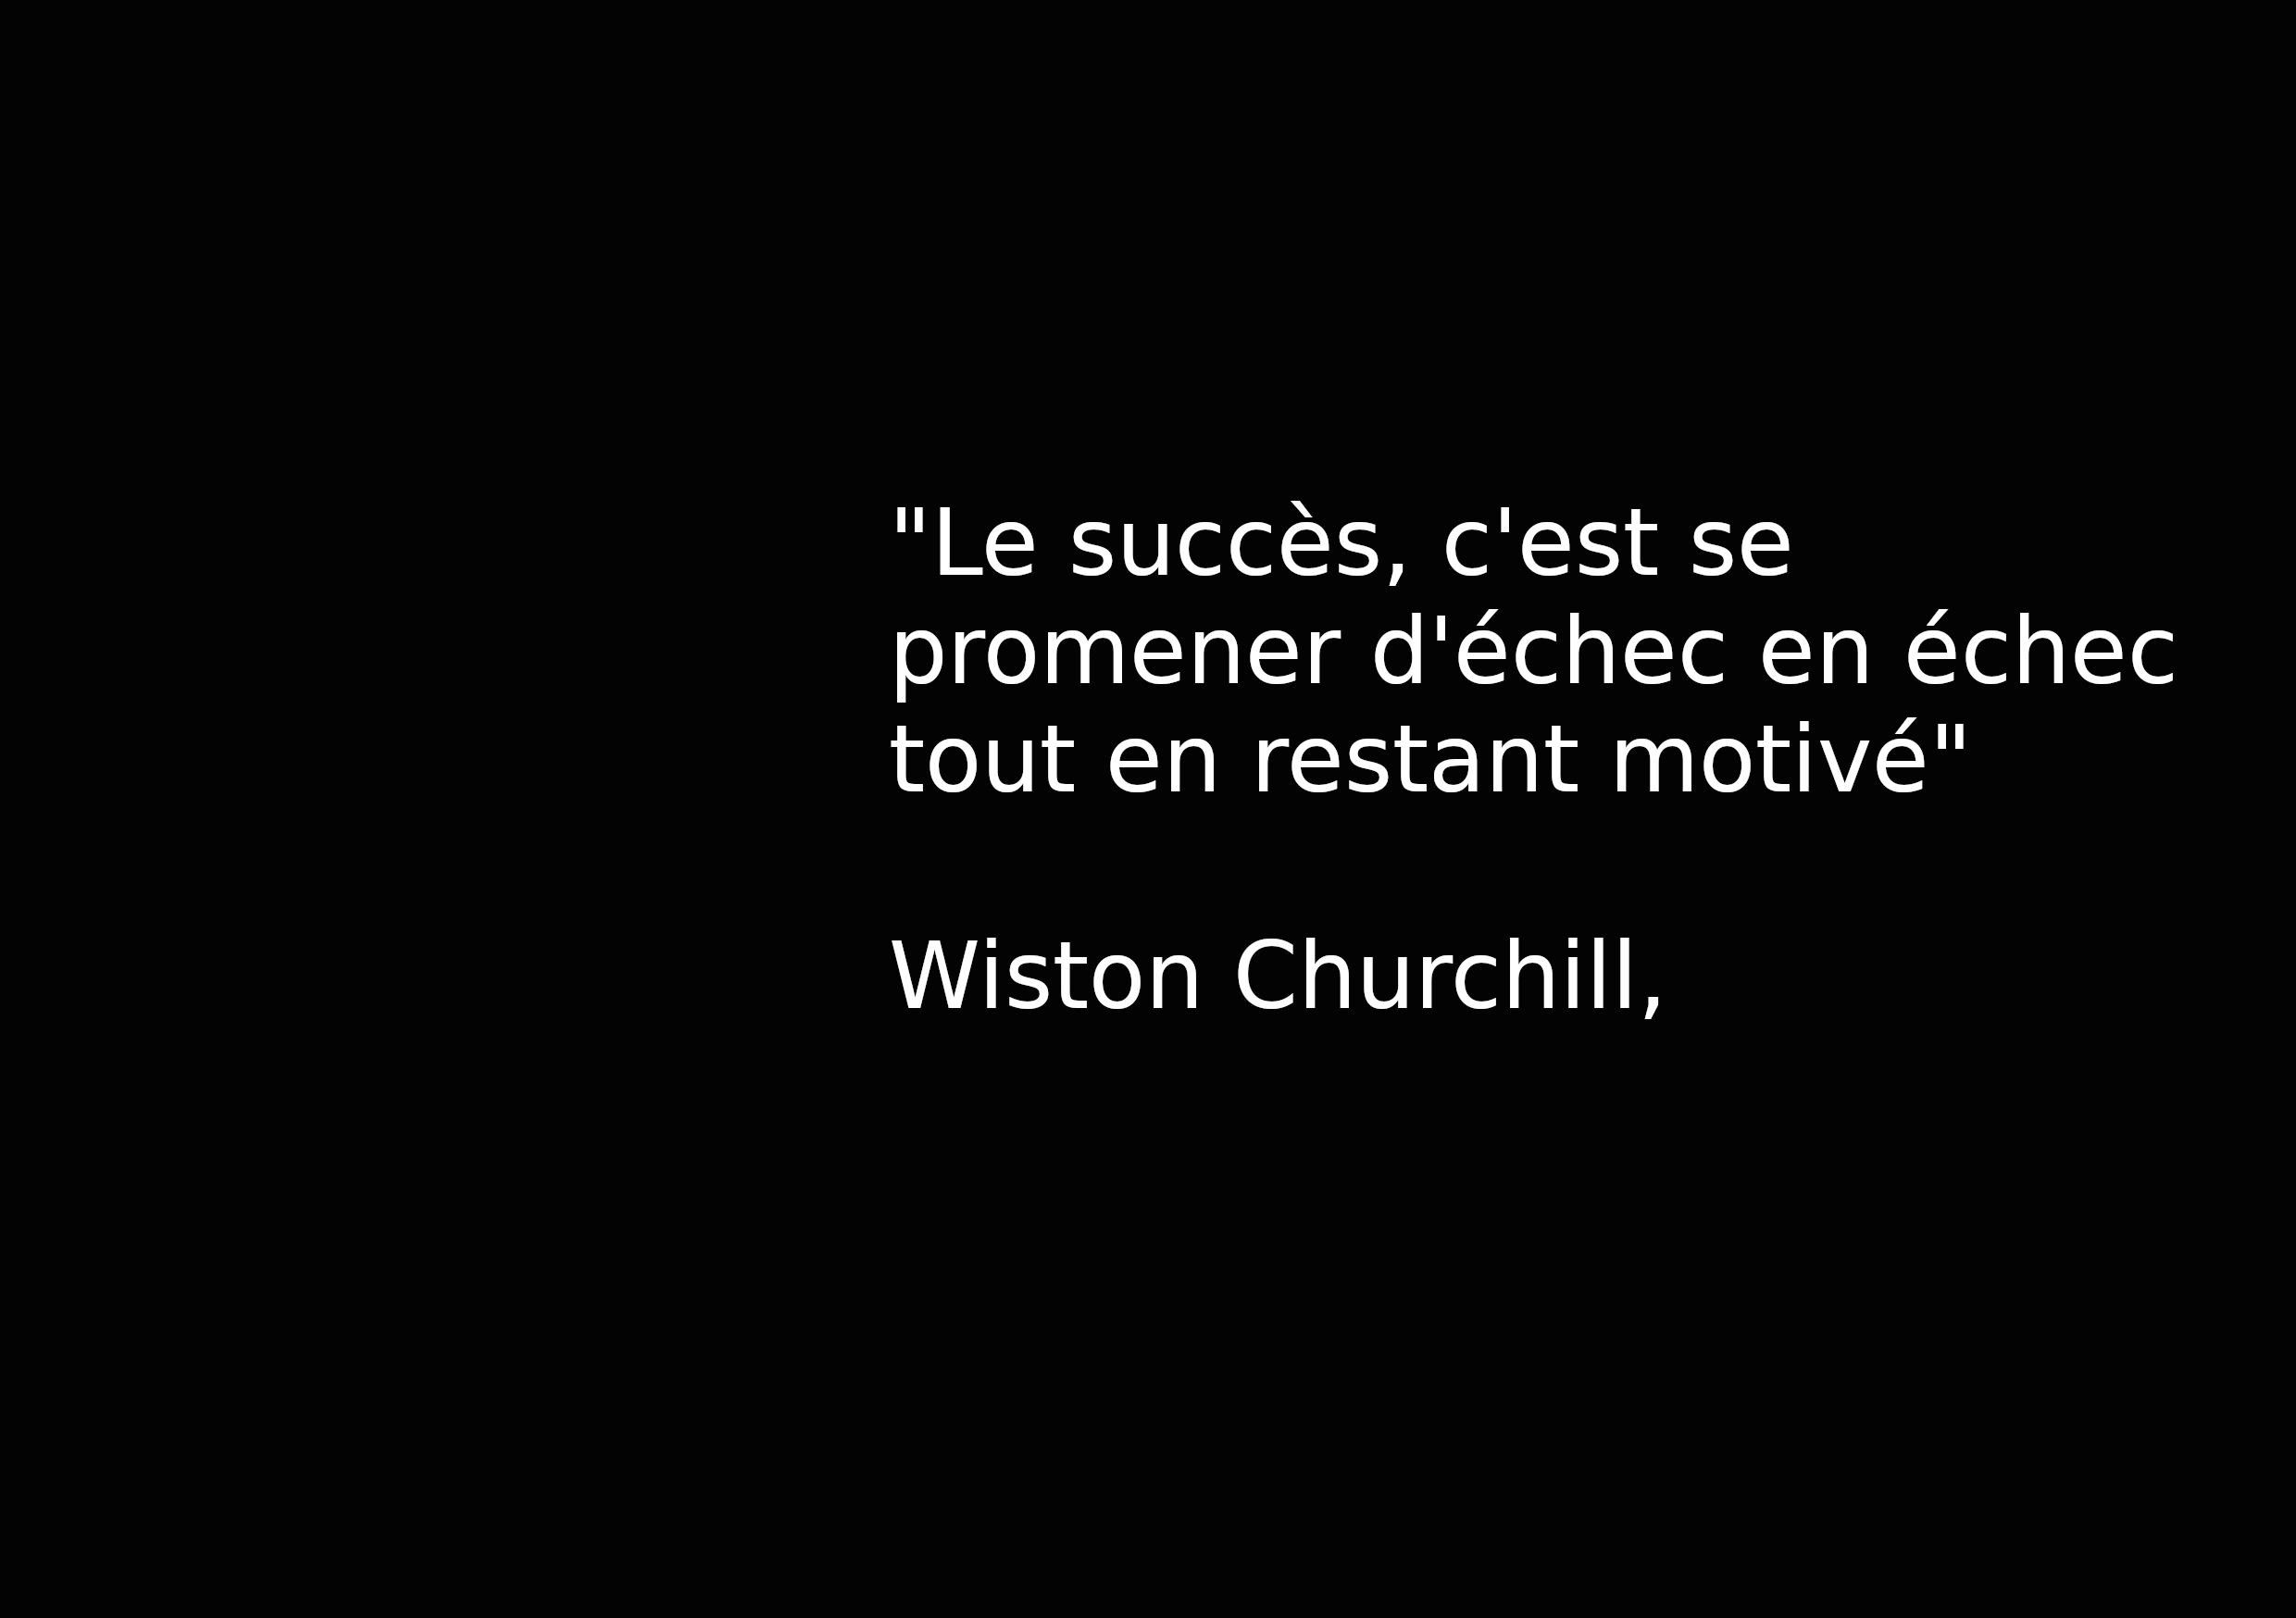 "Le succès, c'est se
promener d'échec en échec
tout en restant motivé"
Wiston Churchill,